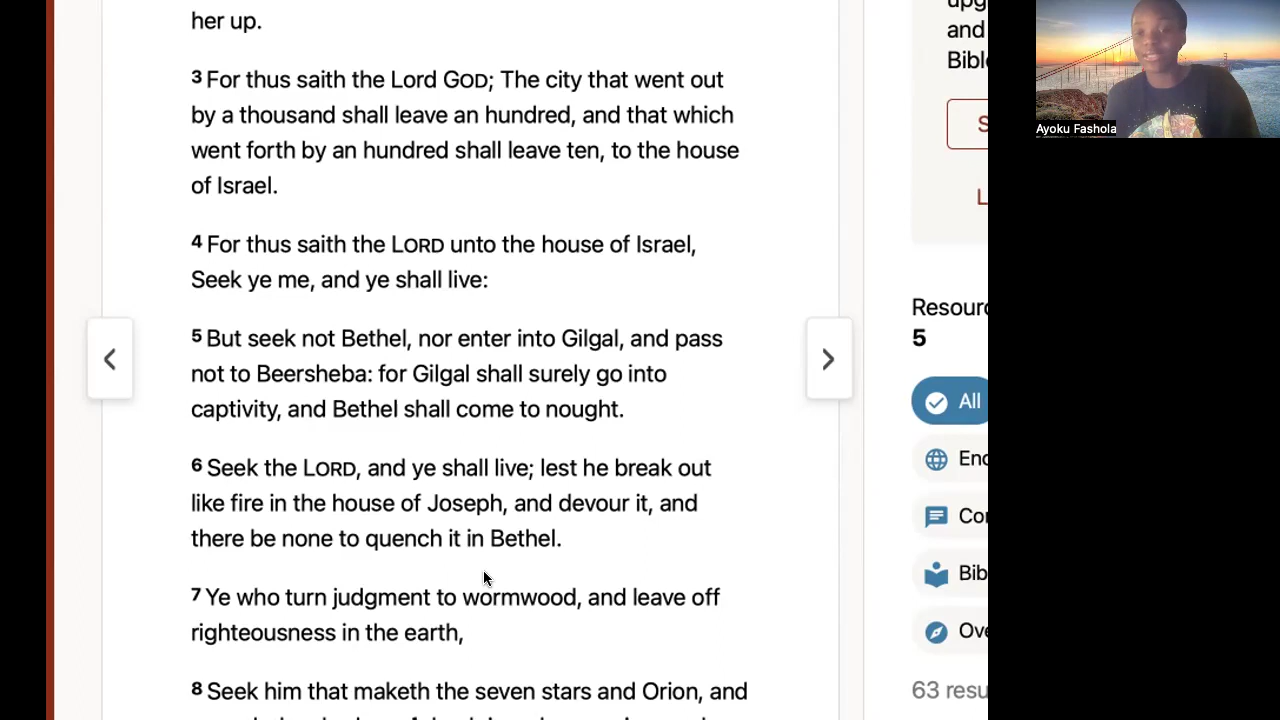 her up.
3 For thus saith the Lord GOD; The city that went out
by a thousand shall leave an hundred, and that which
went forth by an hundred shall leave ten, to the house
of Israel.
4 For thus saith the LORD unto the house of Israel,
Seek ye me, and ye shall live:
5 But seek not Bethel, nor enter into Gilgal, and pass
not to Beersheba: for Gilgal shall surely go into
captivity, and Bethel shall come to nought.
6 Seek the LORD, and ye shall live; lest he break out
like fire in the house of Joseph, and devour it, and
there be none to quench it in Bethel.
7 Ye who turn judgment to wormwood, and leave off
righteousness in the earth,
8 Seek him that maketh the seven stars and Orion, and
and
Bibl
S
L
Resourc
5
All
Enc
Con
Bib
Ove
63 resu
Ayoku Fashola